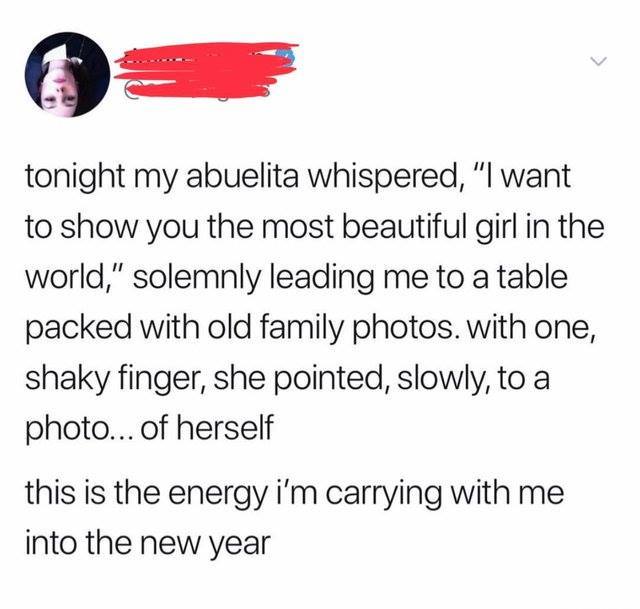 tonight my abuelita whispered, "I want
to show you the most beautiful girl in the
world," solemnly leading me to a table
packed with old family photos. with one,
shaky finger, she pointed, slowly, to a
photo... of herself
this is the energy i'm carrying with me
into the new year